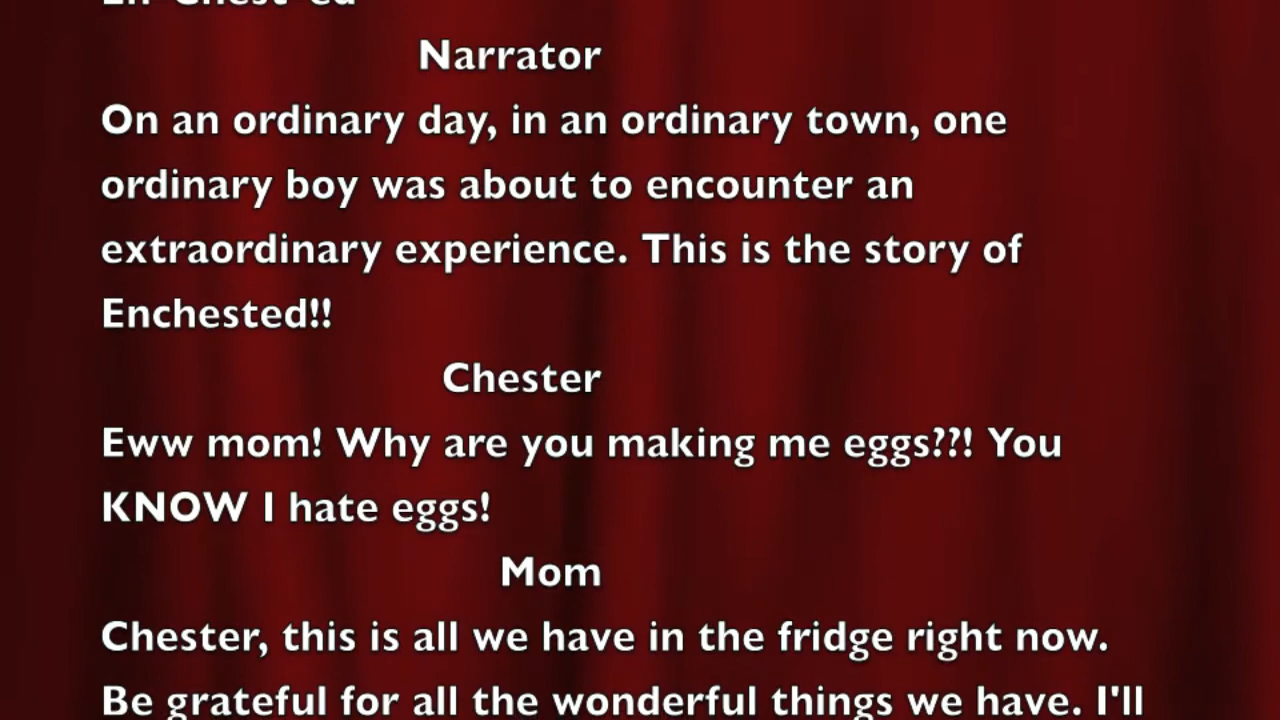 En-Chest-ed
Narrator
On an ordinary day, in an ordinary town, one
ordinary boy was about to encounter an
extraordinary experience. This is the story of
Enchested!!
Chester
Eww mom! Why are you making me eggs??! You
KNOW I hate eggs!
Mom
Chester, this is all we have in the fridge right now.
Be grateful for all the wonderful things we have. I'll